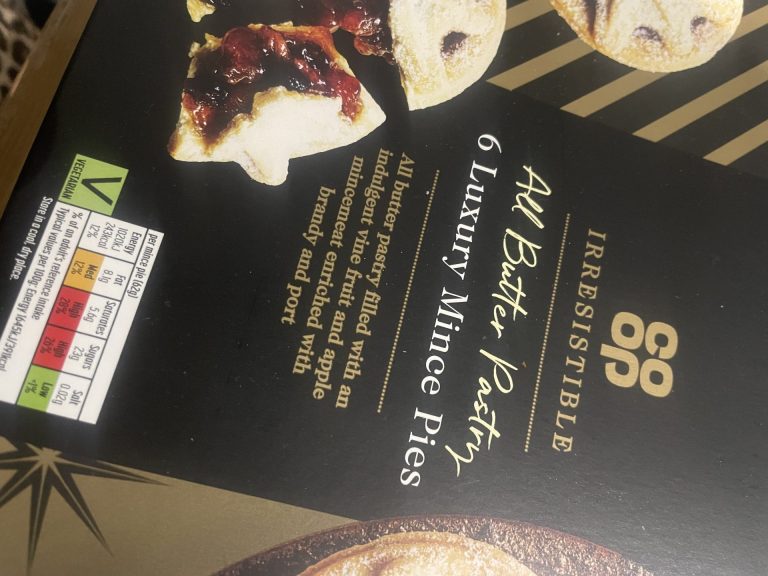 CO
OP
IRRESISTIBLE
All Butter Pastry
6 Luxury Mince Pies
All butter pastry filled with an
indulgent vine fruit and apple
mincemeat enriched with
brandy and port
V
VEGETARIAN
per mince pie (62g)
Energy Fat Saturates Sugars Salt
1020kJ 8.1g 5.6g 23g 0.02g
243kcal Med High High Low
12% 12% 28% 26% <1%
% of an adult's reference intake
Typical values per 100g: Energy 1645kJ/391kcal
Store in a cool, dry place.